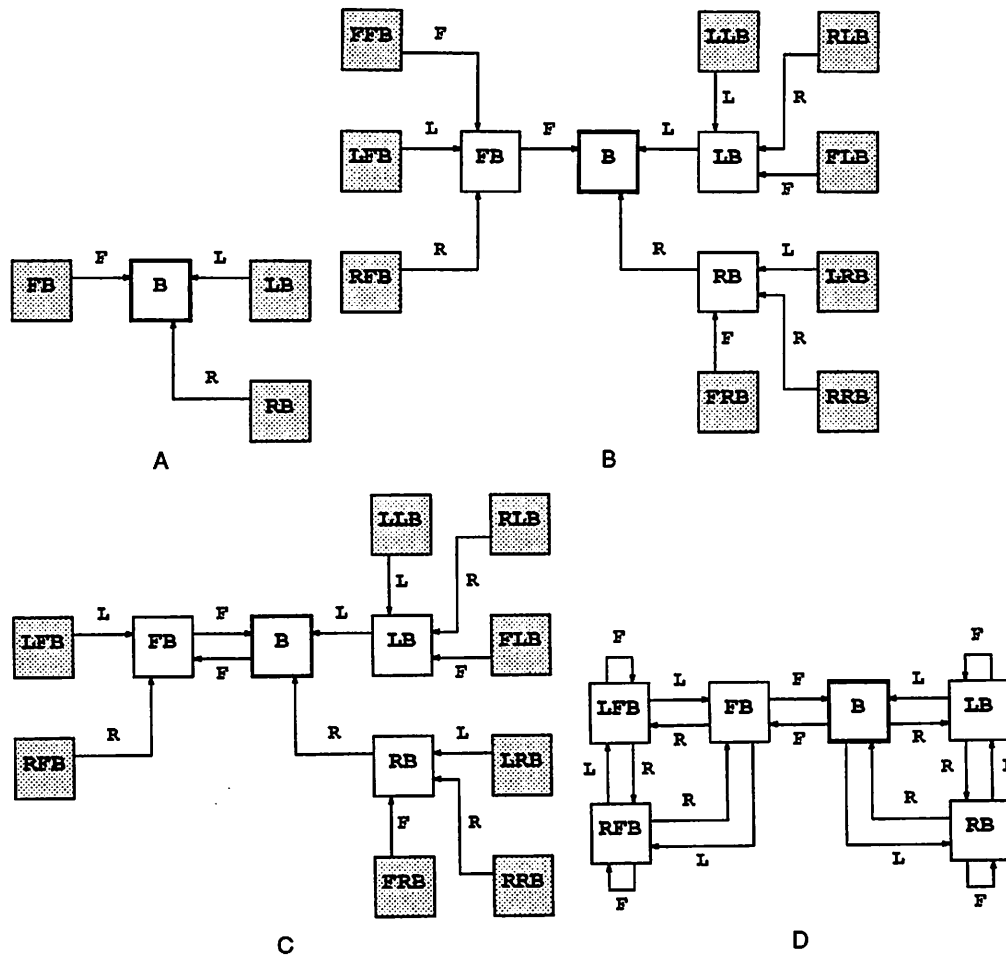 FFB F LLB RLB
L R
LFB L FB F B L LB FLB
F
RFB R R RB L LRB
F R
FRB RRB
B
FB F B L LB
R RB
A
LLB RLB
L R
LFB L FB F B L LB FLB
F F
RFB R R RB L LRB
F R
FRB RRB
C
F F
LFB L FB F B L LB
R F R
L R R R R L
RFB L L RB
F F
D